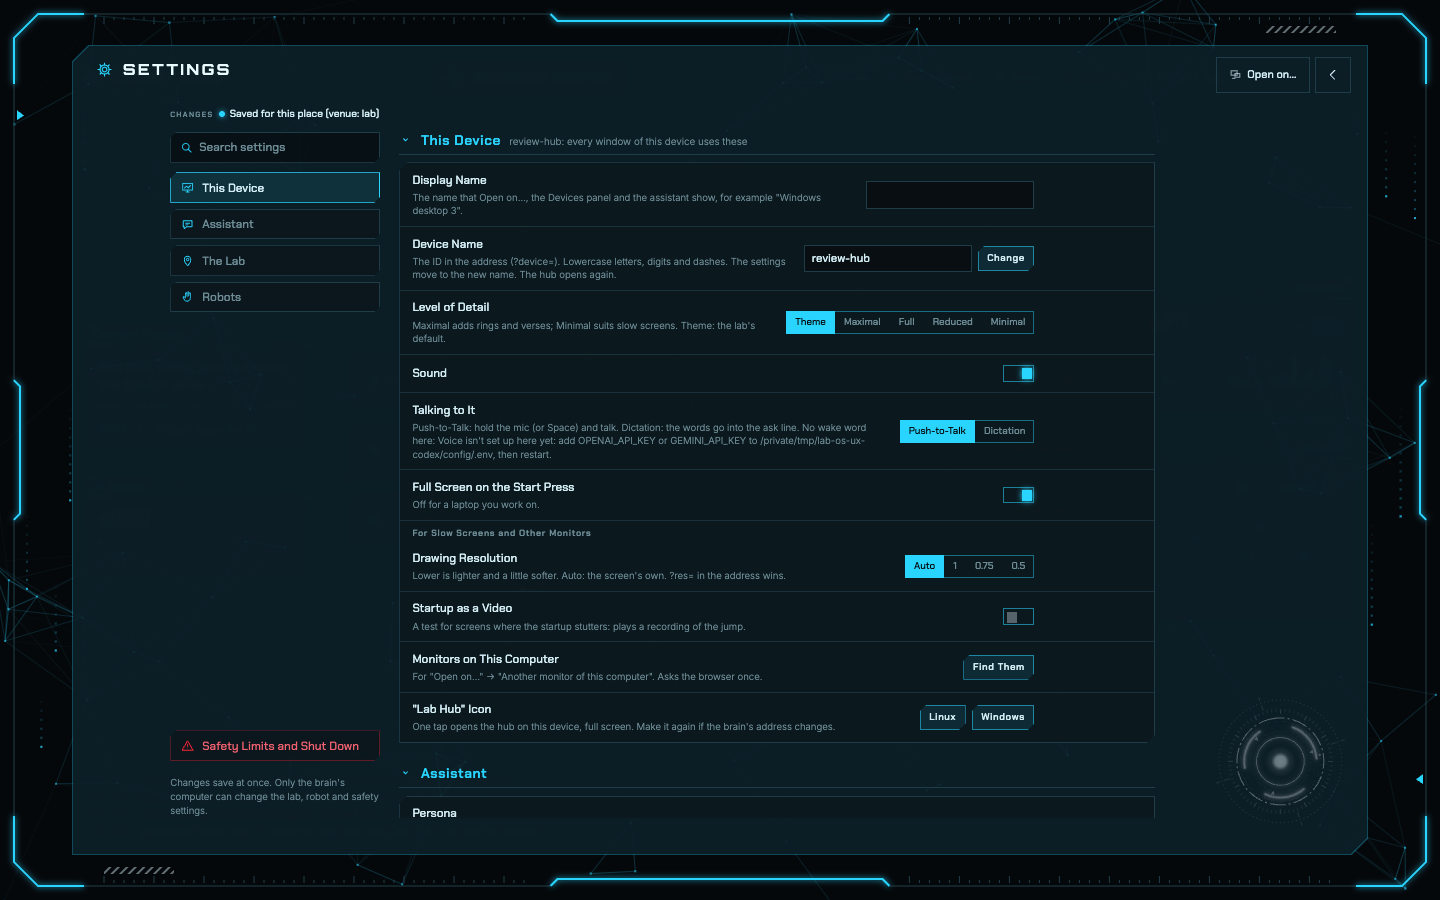 SETTINGS
Open on...
CHANGES Saved for this place (venue: lab)
Search settings
This Device
Assistant
The Lab
Robots
Safety Limits and Shut Down
Changes save at once. Only the brain's
computer can change the lab, robot and safety
settings.
This Device review-hub: every window of this device uses these
Display Name
The name that Open on..., the Devices panel and the assistant show, for example "Windows
desktop 3".
Device Name
The ID in the address (?device=). Lowercase letters, digits and dashes. The settings
move to the new name. The hub opens again.
review-hub
Change
Level of Detail
Maximal adds rings and verses; Minimal suits slow screens. Theme: the lab's
default.
Theme Maximal Full Reduced Minimal
Sound
Talking to It
Push-to-Talk: hold the mic (or Space) and talk. Dictation: the words go into the ask line. No wake word
here: Voice isn't set up here yet: add OPENAI_API_KEY or GEMINI_API_KEY to /private/tmp/lab-os-ux-
codex/config/.env, then restart.
Push-to-Talk Dictation
Full Screen on the Start Press
Off for a laptop you work on.
For Slow Screens and Other Monitors
Drawing Resolution
Lower is lighter and a little softer. Auto: the screen's own. ?res= in the address wins.
Auto 1 0.75 0.5
Startup as a Video
A test for screens where the startup stutters: plays a recording of the jump.
Monitors on This Computer
For "Open on..." → "Another monitor of this computer". Asks the browser once.
Find Them
"Lab Hub" Icon
One tap opens the hub on this device, full screen. Make it again if the brain's address changes.
Linux Windows
Assistant
Persona